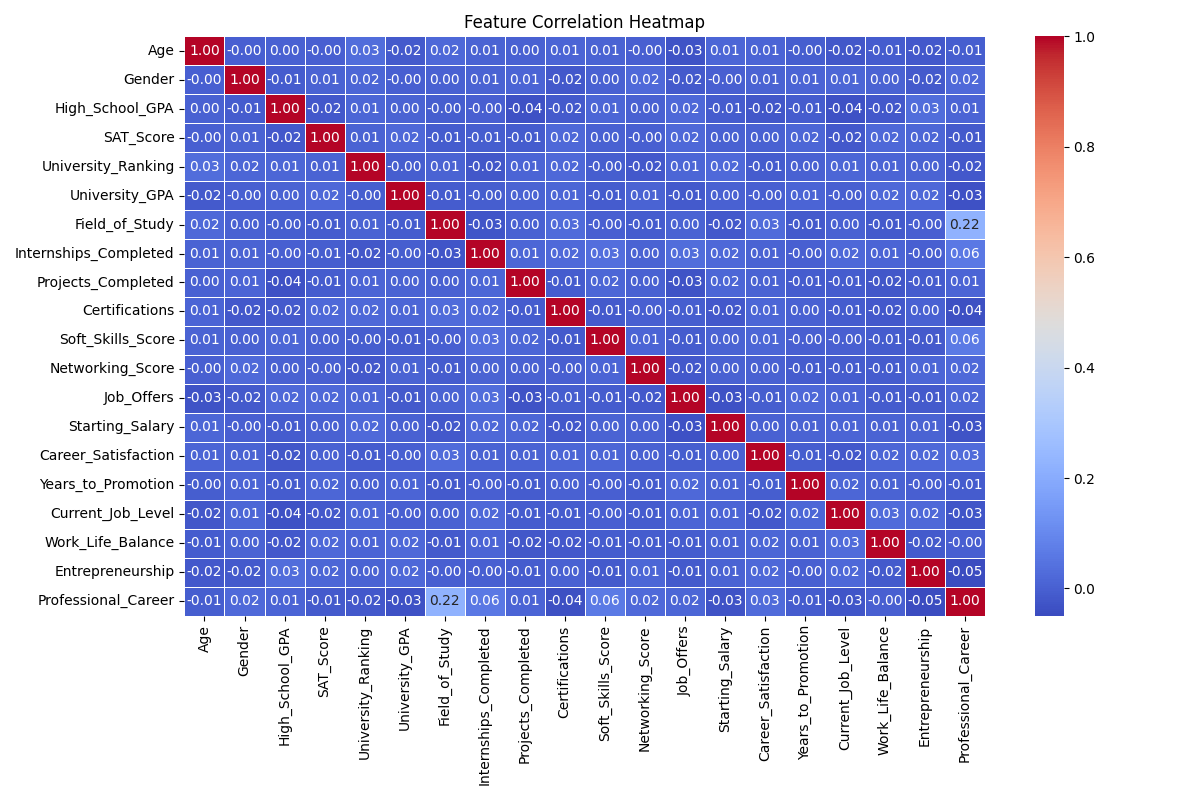 Feature Correlation Heatmap
Age 1.00 -0.00 0.00 -0.00 0.03 -0.02 0.02 0.01 0.00 0.01 0.01 -0.00 -0.03 0.01 0.01 -0.00 -0.02 -0.01 -0.02 -0.01
Gender -0.00 1.00 -0.01 0.01 0.02 -0.00 0.00 0.01 0.01 -0.02 0.00 0.02 -0.02 -0.00 0.01 0.01 0.01 0.00 -0.02 0.02
High_School_GPA 0.00 -0.01 1.00 -0.02 0.01 0.00 -0.00 -0.00 -0.04 -0.02 0.01 0.00 0.02 -0.01 -0.02 -0.01 -0.04 -0.02 0.03 0.01
SAT_Score -0.00 0.01 -0.02 1.00 0.01 0.02 -0.01 -0.01 -0.01 0.02 0.00 -0.00 0.02 0.00 0.00 0.02 -0.02 0.02 0.02 -0.01
University_Ranking 0.03 0.02 0.01 0.01 1.00 -0.00 0.01 -0.02 0.01 0.02 -0.00 -0.02 0.01 0.02 -0.01 0.00 0.01 0.01 0.00 -0.02
University_GPA -0.02 -0.00 0.00 0.02 -0.00 1.00 -0.01 -0.00 0.00 0.01 -0.01 0.01 -0.01 0.00 -0.00 0.01 -0.00 0.02 0.02 -0.03
Field_of_Study 0.02 0.00 -0.00 -0.01 0.01 -0.01 1.00 -0.03 0.00 0.03 -0.00 -0.01 0.00 -0.02 0.03 -0.01 0.00 -0.01 -0.00 0.22
Internships_Completed 0.01 0.01 -0.00 -0.01 -0.02 -0.00 -0.03 1.00 0.01 0.02 0.03 0.00 0.03 0.02 0.01 -0.00 0.02 0.01 -0.00 0.06
Projects_Completed 0.00 0.01 -0.04 -0.01 0.01 0.00 0.00 0.01 1.00 -0.01 0.02 0.00 -0.03 0.02 0.01 -0.01 -0.01 -0.02 -0.01 0.01
Certifications 0.01 -0.02 -0.02 0.02 0.02 0.01 0.03 0.02 -0.01 1.00 -0.01 -0.00 -0.01 -0.02 0.01 0.00 -0.01 -0.02 0.00 -0.04
Soft_Skills_Score 0.01 0.00 0.01 0.00 -0.00 -0.01 -0.00 0.03 0.02 -0.01 1.00 0.01 -0.01 0.00 0.01 -0.00 -0.00 -0.01 -0.01 0.06
Networking_Score -0.00 0.02 0.00 -0.00 -0.02 0.01 -0.01 0.00 0.00 -0.00 0.01 1.00 -0.02 0.00 0.00 -0.01 -0.01 -0.01 0.01 0.02
Job_Offers -0.03 -0.02 0.02 0.02 0.01 -0.01 0.00 0.03 -0.03 -0.01 -0.01 -0.02 1.00 -0.03 -0.01 0.02 0.01 -0.01 -0.01 0.02
Starting_Salary 0.01 -0.00 -0.01 0.00 0.02 0.00 -0.02 0.02 0.02 -0.02 0.00 0.00 -0.03 1.00 0.00 0.01 0.01 0.01 0.01 -0.03
Career_Satisfaction 0.01 0.01 -0.02 0.00 -0.01 -0.00 0.03 0.01 0.01 0.01 0.01 0.00 -0.01 0.00 1.00 -0.01 -0.02 0.02 0.02 0.03
Years_to_Promotion -0.00 0.01 -0.01 0.02 0.00 0.01 -0.01 -0.00 -0.01 0.00 -0.00 -0.01 0.02 0.01 -0.01 1.00 0.02 0.01 -0.00 -0.01
Current_Job_Level -0.02 0.01 -0.04 -0.02 0.01 -0.00 0.00 0.02 -0.01 -0.01 -0.00 -0.01 0.01 0.01 -0.02 0.02 1.00 0.03 0.02 -0.03
Work_Life_Balance -0.01 0.00 -0.02 0.02 0.01 0.02 -0.01 0.01 -0.02 -0.02 -0.01 -0.01 -0.01 0.01 0.02 0.01 0.03 1.00 -0.02 -0.00
Entrepreneurship -0.02 -0.02 0.03 0.02 0.00 0.02 -0.00 -0.00 -0.01 0.00 -0.01 0.01 -0.01 0.01 0.02 -0.00 0.02 -0.02 1.00 -0.05
Professional_Career -0.01 0.02 0.01 -0.01 -0.02 -0.03 0.22 0.06 0.01 -0.04 0.06 0.02 0.02 -0.03 0.03 -0.01 -0.03 -0.00 -0.05 1.00
Age
Gender
High_School_GPA
SAT_Score
University_Ranking
University_GPA
Field_of_Study
Internships_Completed
Projects_Completed
Certifications
Soft_Skills_Score
Networking_Score
Job_Offers
Starting_Salary
Career_Satisfaction
Years_to_Promotion
Current_Job_Level
Work_Life_Balance
Entrepreneurship
Professional_Career
1.0
0.8
0.6
0.4
0.2
0.0